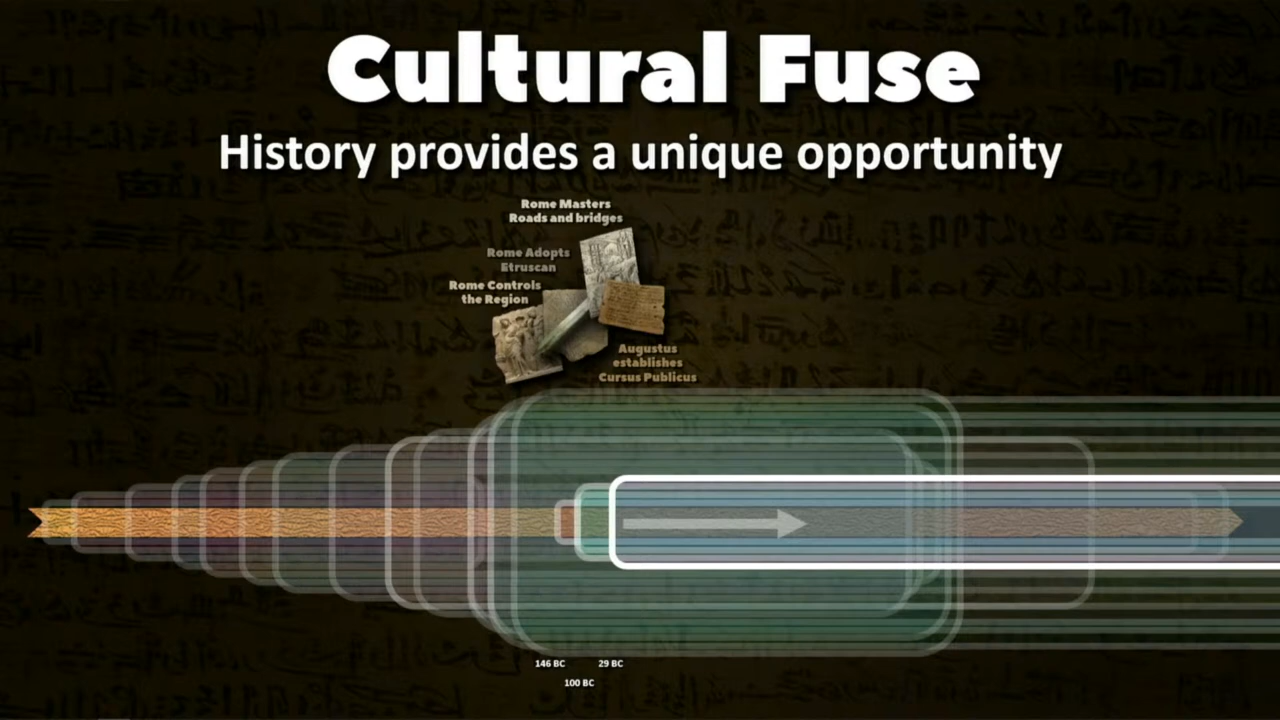 Cultural Fuse
History provides a unique opportunity
Rome Masters
Roads and bridges
Rome Adopts
Etruscan
Rome Controls
the Region
Augustus
establishes
Cursus Publicus
146 BC
29 BC
100 BC